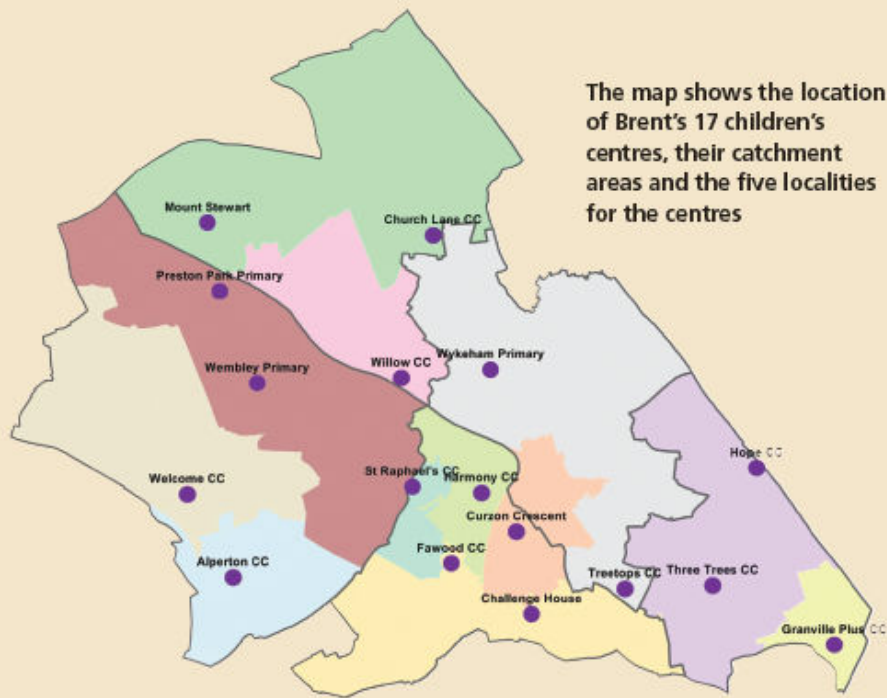 The map shows the location
of Brent's 17 children's
centres, their catchment
areas and the five localities
for the centres
Mount Stewart
Church Lane CC
Preston Park Primary
Willow CC
Wykeham Primary
Wembley Primary
Hope CC
Welcome CC
St Raphael's CC
Harmony CC
Curzon Crescent
Fawood CC
Alperton CC
Treetops CC
Three Trees CC
Challenge House
Granville Plus CC